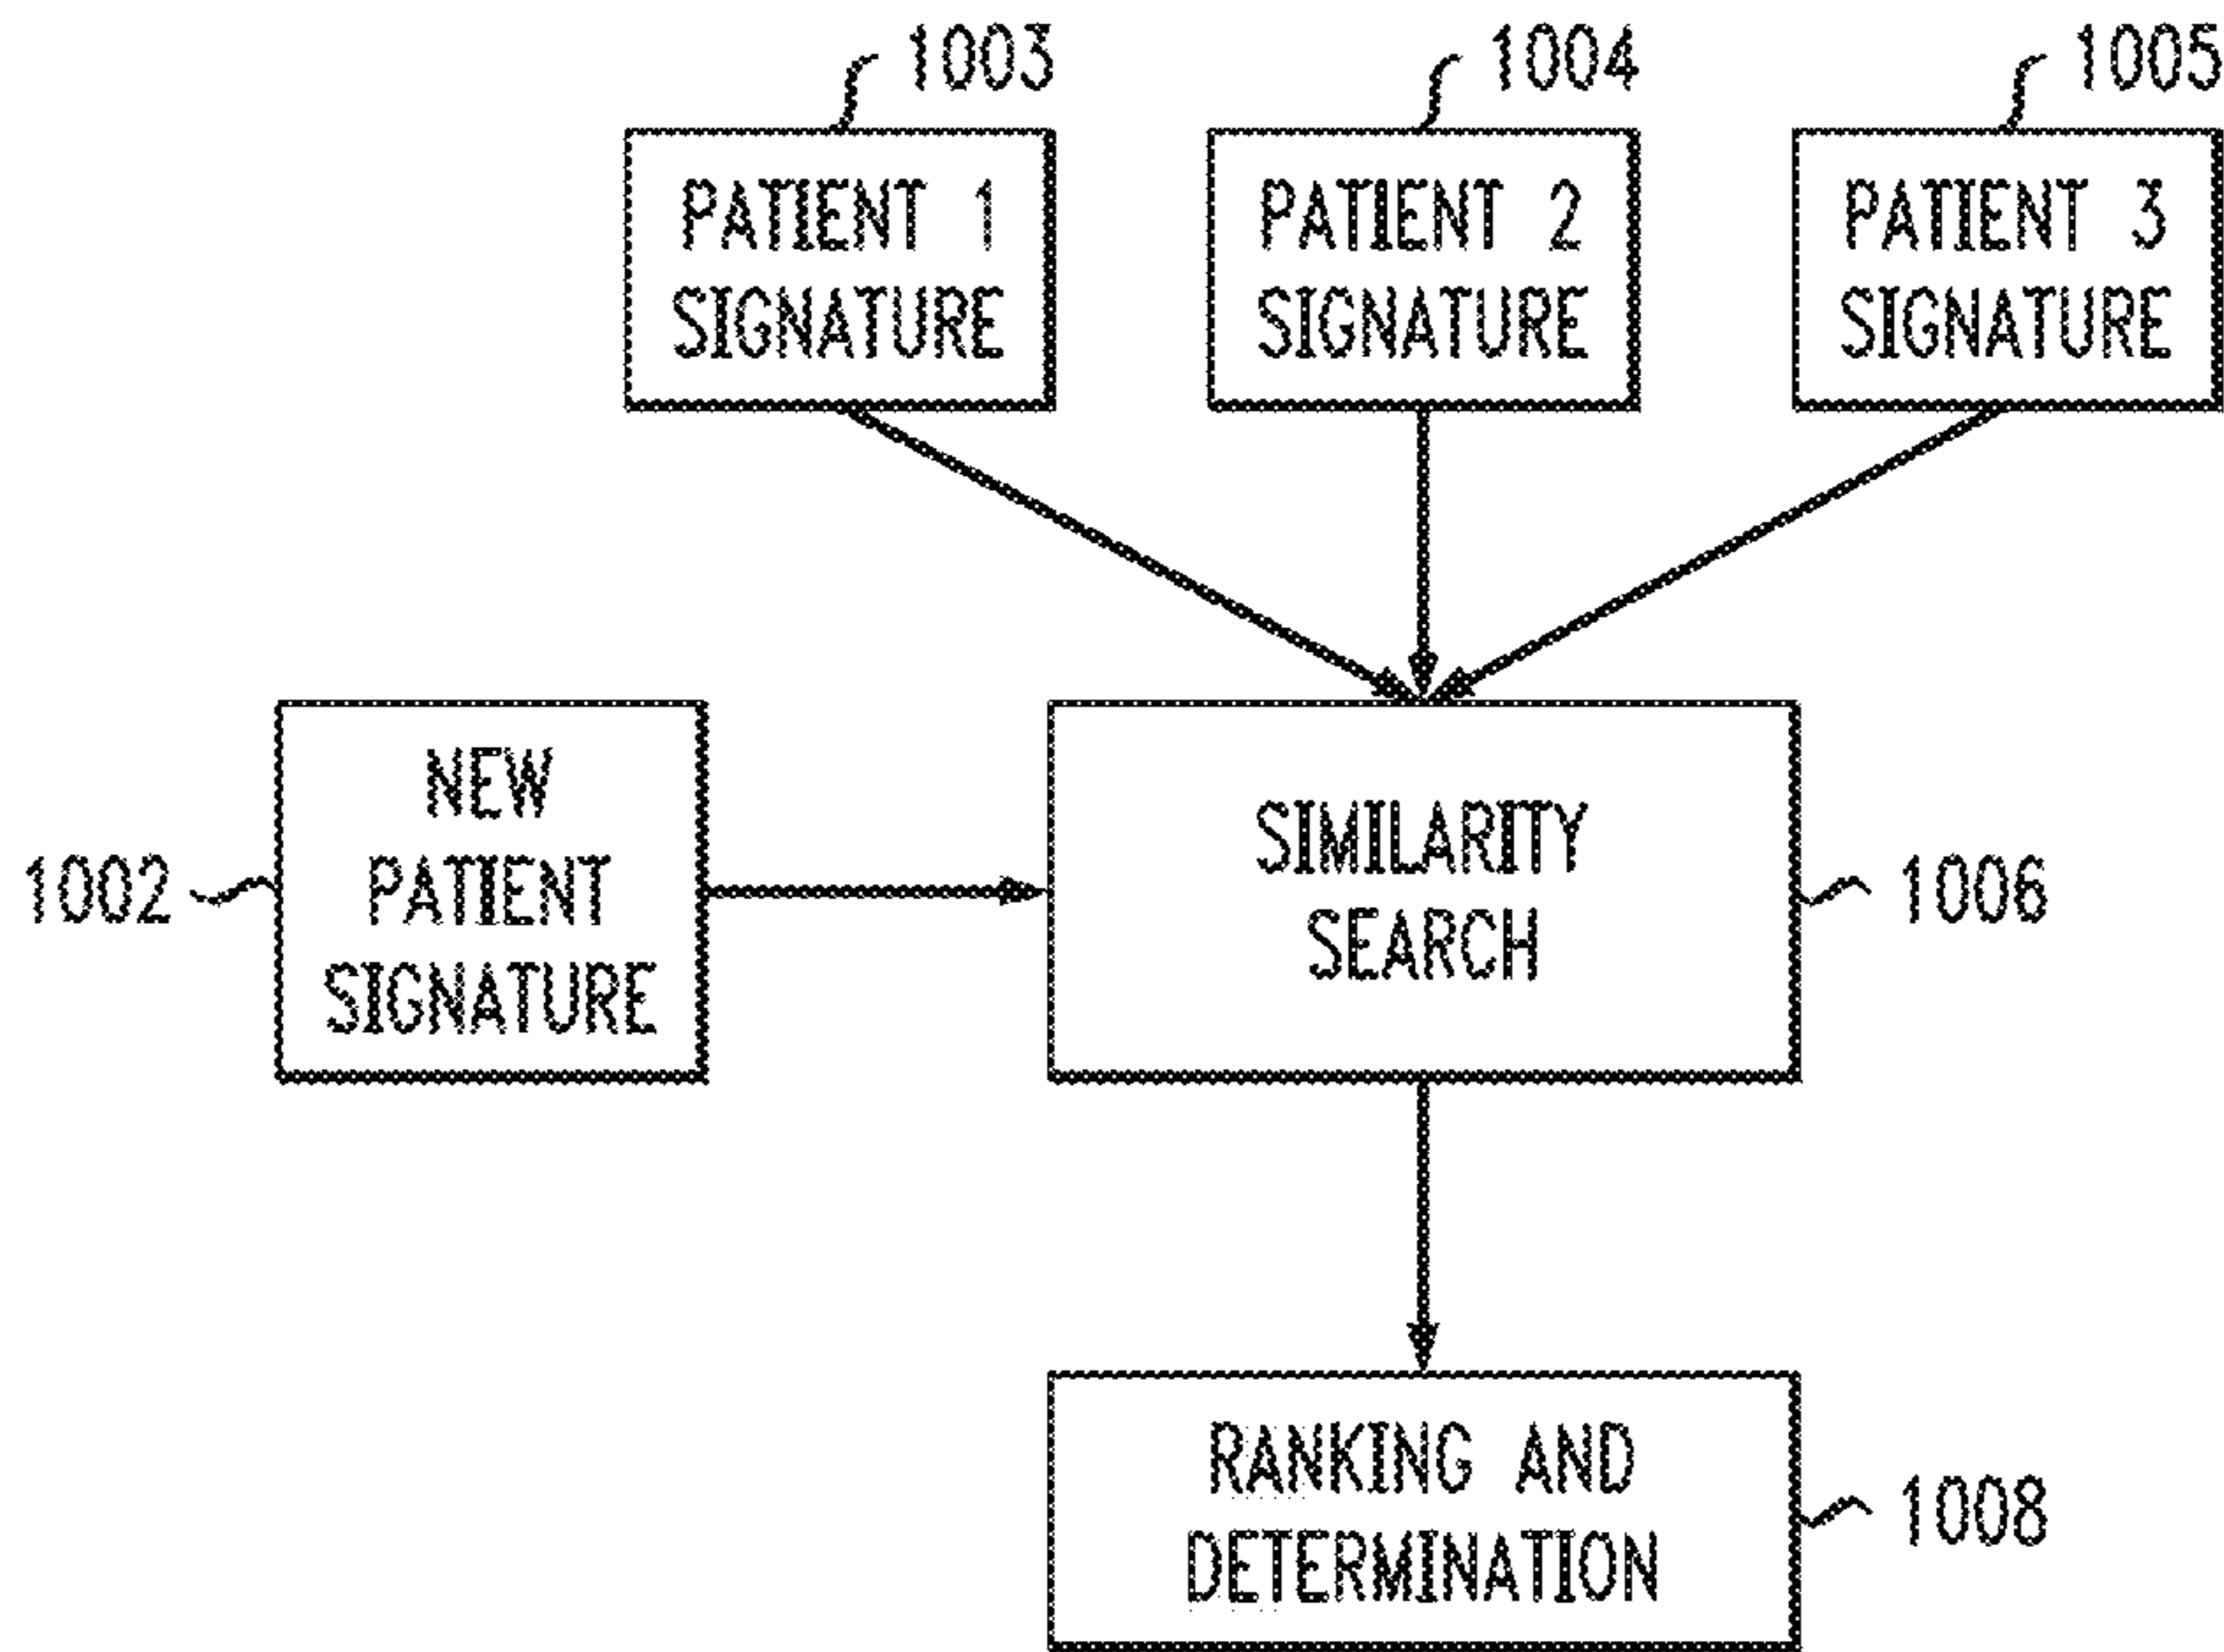 1003
1004
1005
PATIENT 1
SIGNATURE
PATIENT 2
SIGNATURE
PATIENT 3
SIGNATURE
1002
NEW
PATIENT
SIGNATURE
SIMILARITY
SEARCH
1006
RANKING AND
DETERMINATION
1008